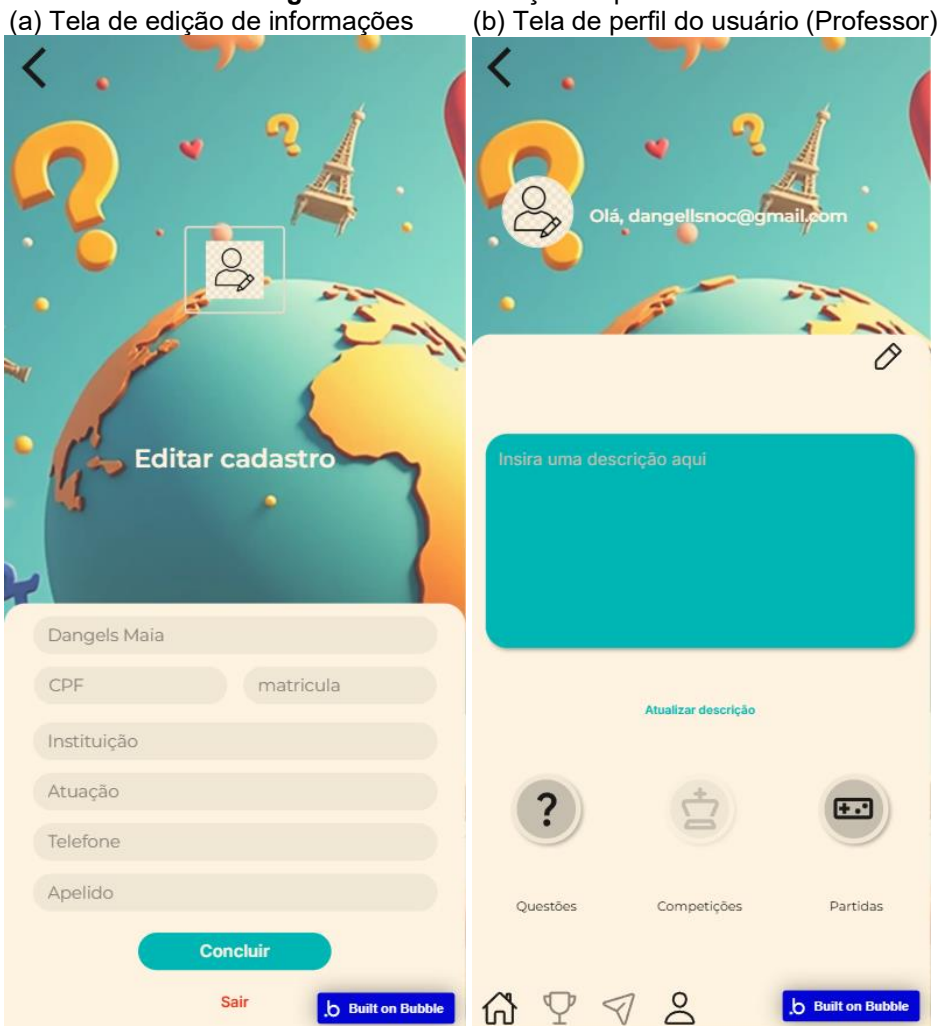 (a) Tela de edição de informações
(b) Tela de perfil do usuário (Professor)
Editar cadastro
Dangels Maia
CPF
matricula
Instituição
Atuação
Telefone
Apelido
Concluir
Sair
Built on Bubble
Olá, dangellsnoc@gmail.com
Insira uma descrição aqui
Atualizar descrição
Questões
Competições
Partidas
Built on Bubble